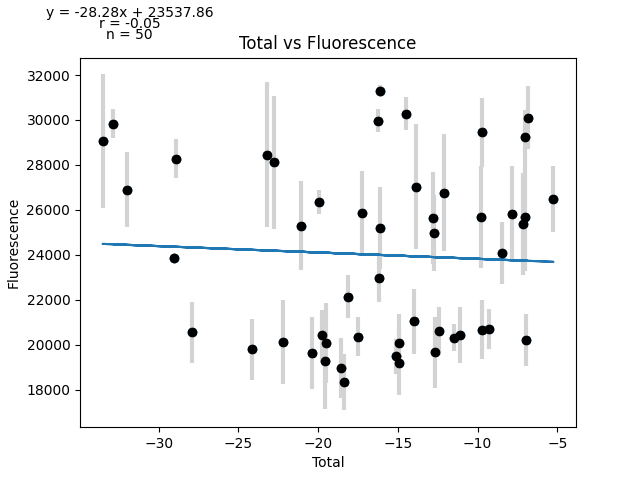 y = -28.28x + 23537.86
r = -0.05
n = 50
Total vs Fluorescence
32000
30000
28000
26000
24000
22000
20000
18000
Fluorescence
−30
−25
−20
−15
−10
−5
Total